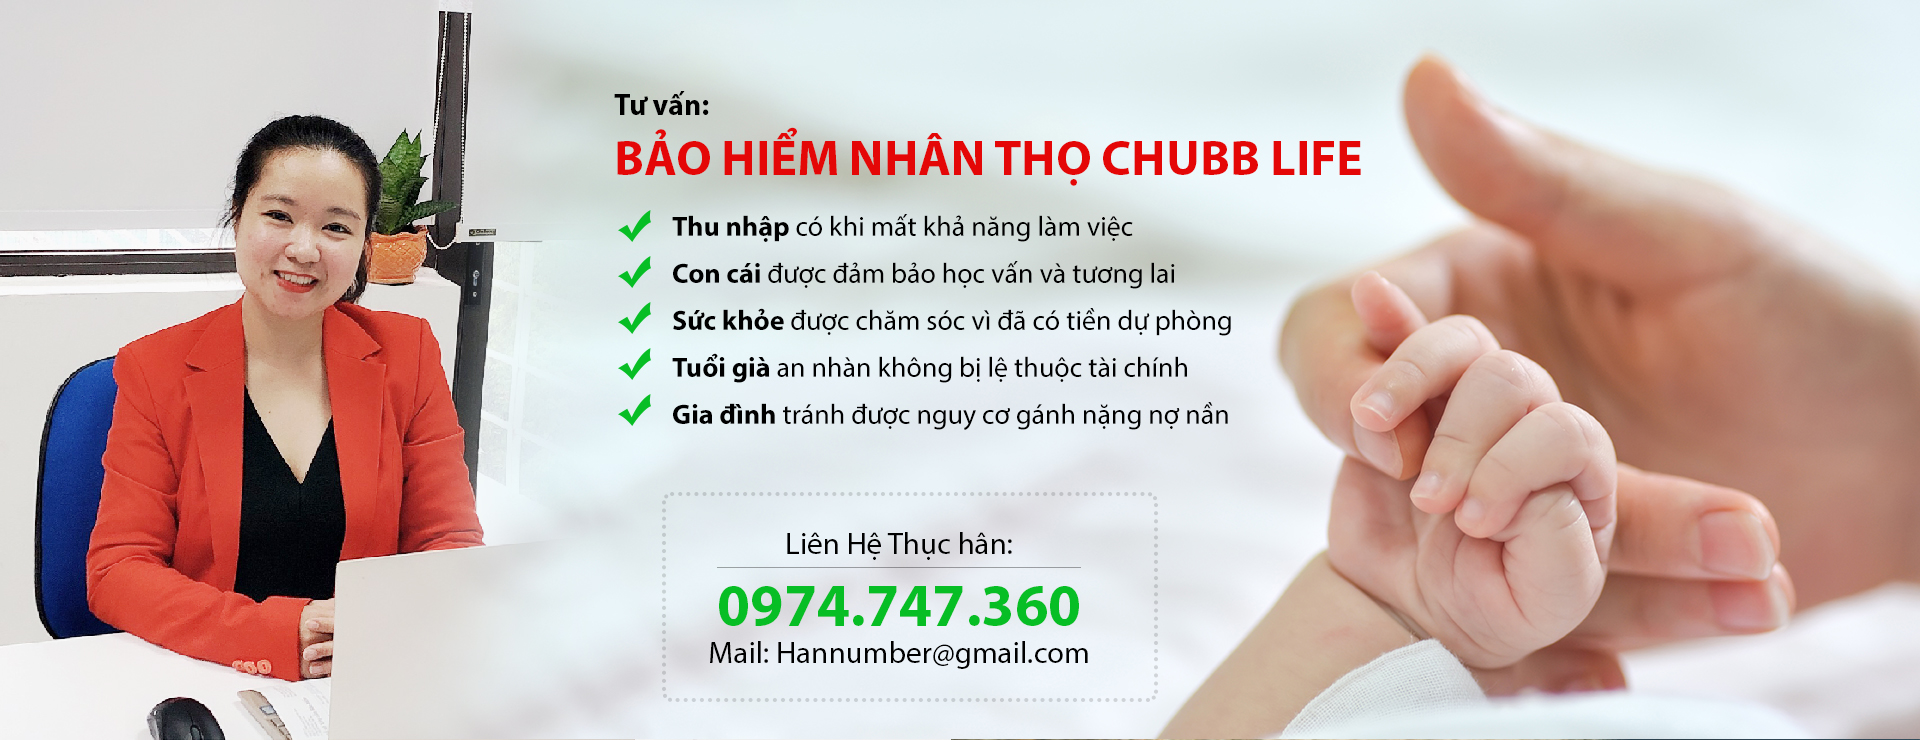 Tư vấn:
BẢO HIỂM NHÂN THỌ CHUBB LIFE
Thu nhập có khi mất khả năng làm việc
Con cái được đảm bảo học vấn và tương lai
Sức khỏe được chăm sóc vì đã có tiền dự phòng
Tuổi già an nhàn không bị lệ thuộc tài chính
Gia đình tránh được nguy cơ gánh nặng nợ nần
Liên Hệ Thục hân:
0974.747.360
Mail: Hannumber@gmail.com